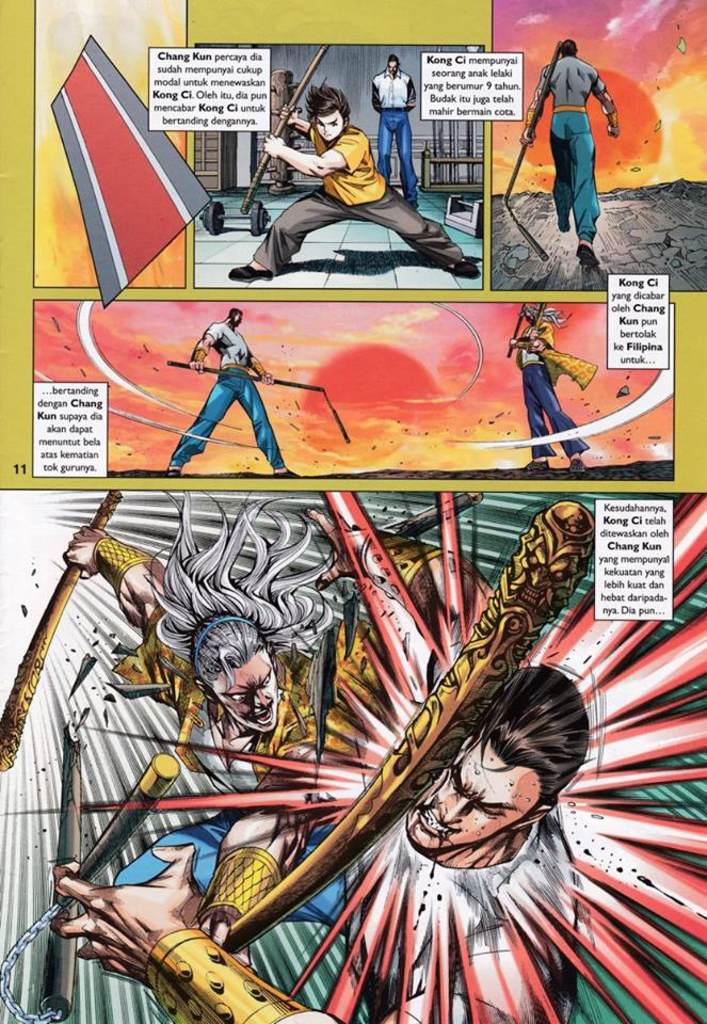 Chang Kun percaya dia
sudah mempunyai cukup
modal untuk menewaskan
Kong Ci. Oleh itu, dia pun
mencabar Kong Ci untuk
bertanding dengannya.
Kong Ci mempunyai
seorang anak lelaki
yang berumur 9 tahun.
Budak itu juga telah
mahir bermain cota.
Kong Ci
yang dicabar
oleh Chang
Kun pun
bertolak
ke Filipina
untuk...
...bertanding
dengan Chang
Kun supaya dia
akan dapat
menuntut bela
atas kematian
tok gurunya.
11
Kesudahannya,
Kong Ci telah
ditewaskan oleh
Chang Kun
yang mempunyai
kekuatan yang
lebih kuat dan
hebat daripada-
nya. Dia pun...